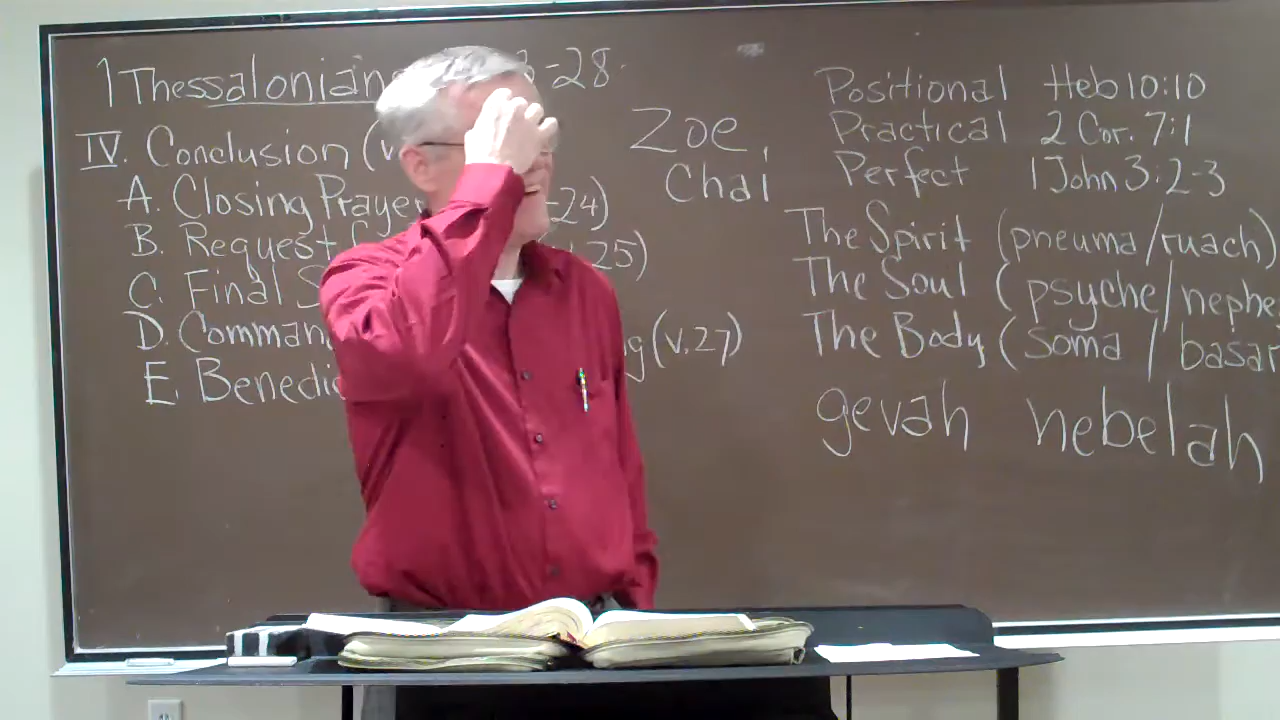 1 Thessalonian -28
IV. Conclusion (v
A. Closing Prayer -24)
B. Request 25)
C. Final S
D. Comman g (v.27)
E. Benedic
Zoe
Chai
Positional Heb 10:10
Practical 2 Cor. 7:1
Perfect 1 John 3:2-3
The Spirit (pneuma/ruach)
The Soul (psyche/nephe
The Body (soma / basar
gevah nebelah